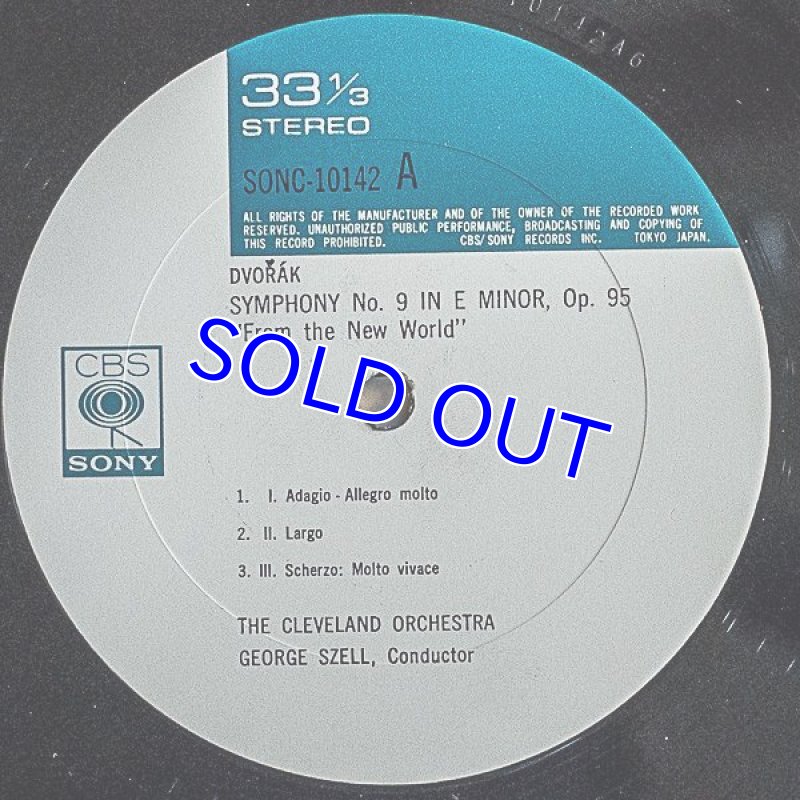 10142A6
33 1/3
STEREO
SONC-10142 A
ALL RIGHTS OF THE MANUFACTURER AND OF THE OWNER OF THE RECORDED WORK
RESERVED. UNAUTHORIZED PUBLIC PERFORMANCE, BROADCASTING AND COPYING OF
THIS RECORD PROHIBITED. CBS/SONY RECORDS INC. TOKYO JAPAN.
DVOŘÁK
SYMPHONY No. 9 IN E MINOR, Op. 95
"From the New World"
SOLD OUT
CBS
SONY
1. I. Adagio - Allegro molto
2. II. Largo
3. III. Scherzo: Molto vivace
THE CLEVELAND ORCHESTRA
GEORGE SZELL, Conductor